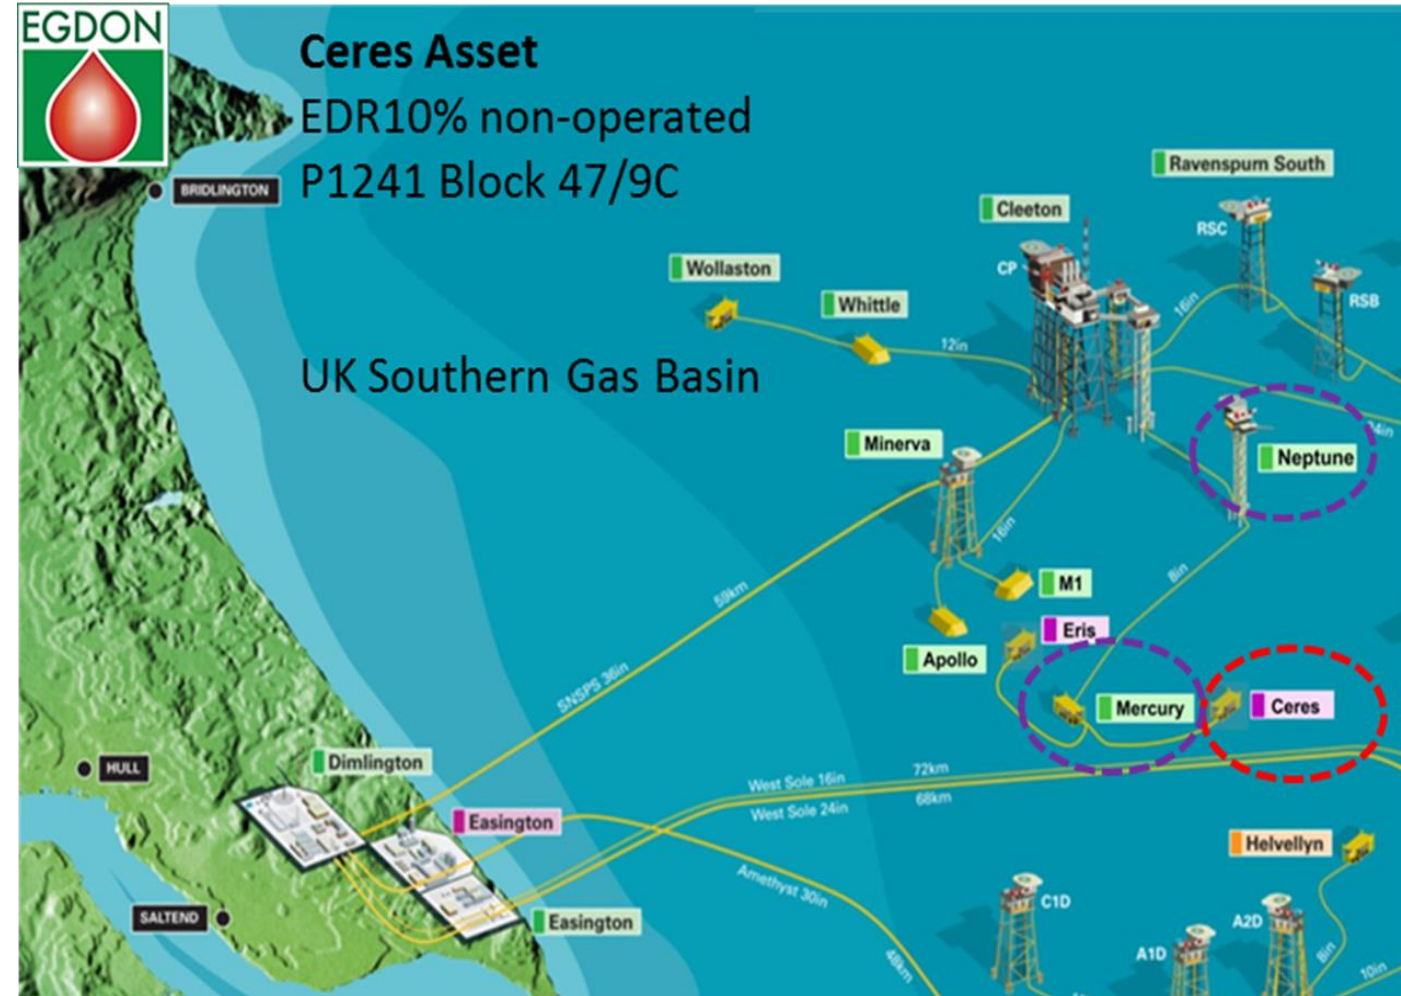 EGDON
Ceres Asset
EDR10% non-operated
P1241 Block 47/9C
UK Southern Gas Basin
BRIDLINGTON
Ravenspurn South
Cleeton
RSC
CP
RSB
Wollaston
Whittle
16in
12in
24in
Minerva
Neptune
16in
8in
M1
59km
Eris
Apollo
Mercury
Ceres
SNSPS 36in
Dimlington
HULL
72km
West Sole 16in
West Sole 24in
68km
Easington
Helvellyn
Amethyst 30in
C1D
A2D
SALTEND
Easington
A1D
48km
8in
10in